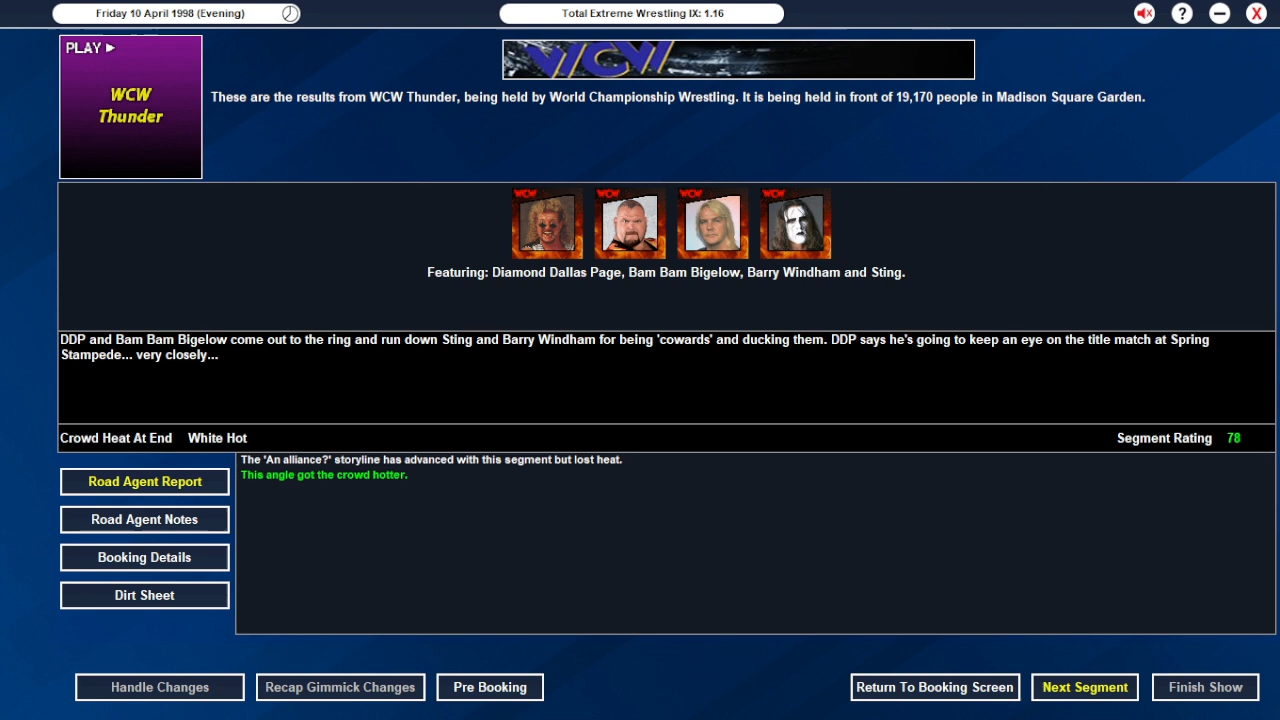 Friday 10 April 1998 (Evening)
Total Extreme Wrestling IX: 1.16
?
X
PLAY
WCW
Thunder
WCW
These are the results from WCW Thunder, being held by World Championship Wrestling. It is being held in front of 19,170 people in Madison Square Garden.
WCW WCW WCW WCW
Featuring: Diamond Dallas Page, Bam Bam Bigelow, Barry Windham and Sting.
DDP and Bam Bam Bigelow come out to the ring and run down Sting and Barry Windham for being 'cowards' and ducking them. DDP says he's going to keep an eye on the title match at Spring
Stampede... very closely...
Crowd Heat At End White Hot Segment Rating 78
The 'An alliance?' storyline has advanced with this segment but lost heat.
This angle got the crowd hotter.
Road Agent Report
Road Agent Notes
Booking Details
Dirt Sheet
Handle Changes Recap Gimmick Changes Pre Booking Return To Booking Screen Next Segment Finish Show